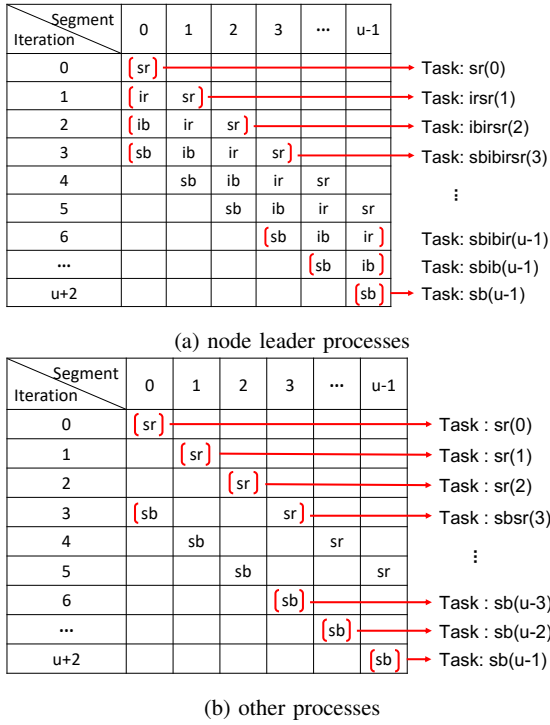 Segment
Iteration 0 1 2 3 ··· u-1
0 sr Task: sr(0)
1 ir sr Task: irsr(1)
2 ib ir sr Task: ibirsr(2)
3 sb ib ir sr Task: sbibirsr(3)
4 sb ib ir sr ⋮
5 sb ib ir sr
6 sb ib ir Task: sbibir(u-1)
··· sb ib Task: sbib(u-1)
u+2 sb Task: sb(u-1)
(a) node leader processes
Segment
Iteration 0 1 2 3 ··· u-1
0 sr Task : sr(0)
1 sr Task : sr(1)
2 sr Task : sr(2)
3 sb sr Task : sbsr(3)
4 sb sr ⋮
5 sb sr
6 sb Task : sb(u-3)
··· sb Task : sb(u-2)
u+2 sb Task: sb(u-1)
(b) other processes